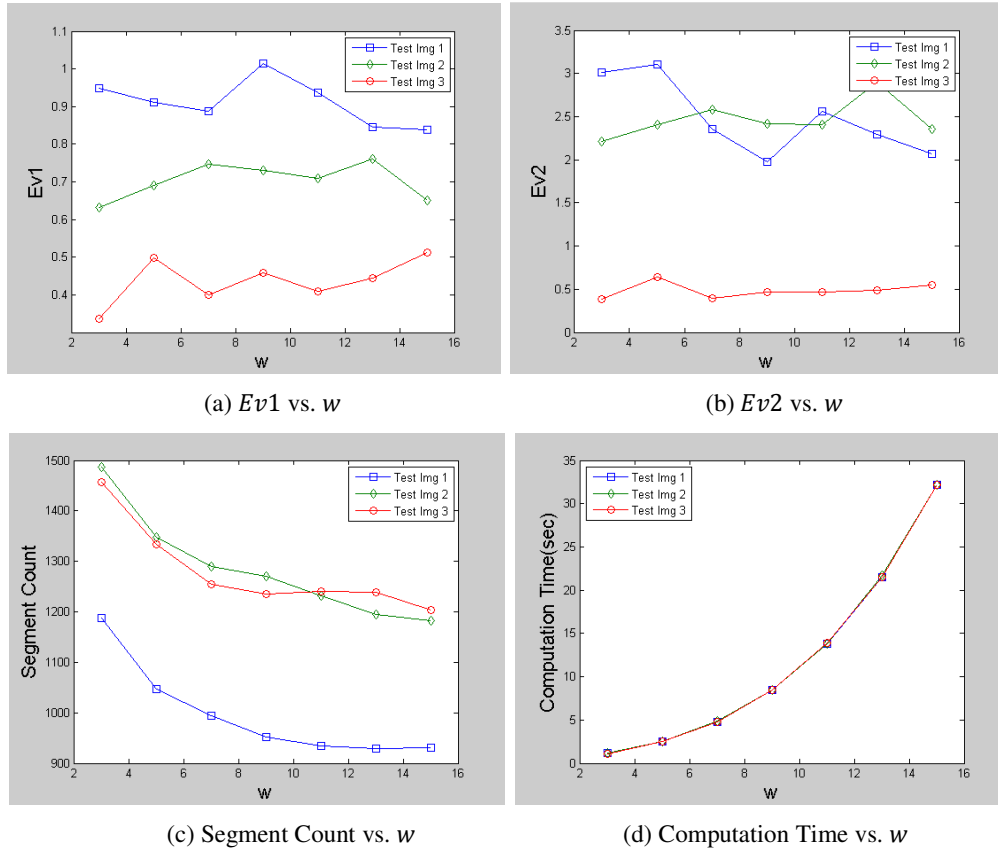 1.1
1
0.9
0.8
0.7
0.6
0.5
0.4
Ev1
2 4 6 8 10 12 14 16
w
Test Img 1
Test Img 2
Test Img 3
(a) Ev1 vs. w
3.5
3
2.5
2
1.5
1
0.5
0
Ev2
2 4 6 8 10 12 14 16
w
Test Img 1
Test Img 2
Test Img 3
(b) Ev2 vs. w
1500
1400
1300
1200
1100
1000
900
Segment Count
2 4 6 8 10 12 14 16
w
Test Img 1
Test Img 2
Test Img 3
(c) Segment Count vs. w
35
30
25
20
15
10
5
0
Computation Time(sec)
2 4 6 8 10 12 14 16
w
Test Img 1
Test Img 2
Test Img 3
(d) Computation Time vs. w